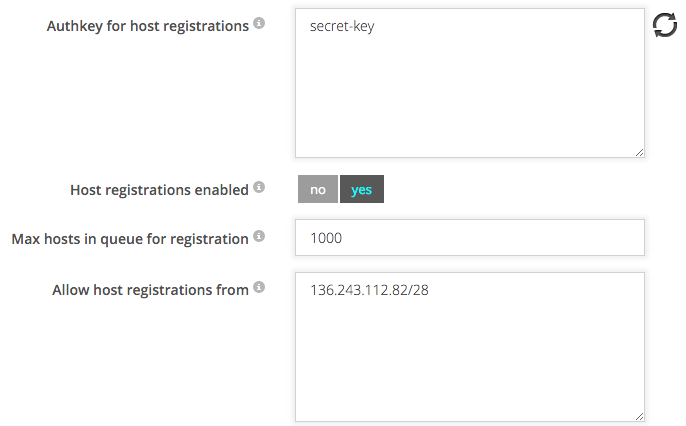 Authkey for host registrations
secret-key
Host registrations enabled
no yes
Max hosts in queue for registration
1000
Allow host registrations from
136.243.112.82/28